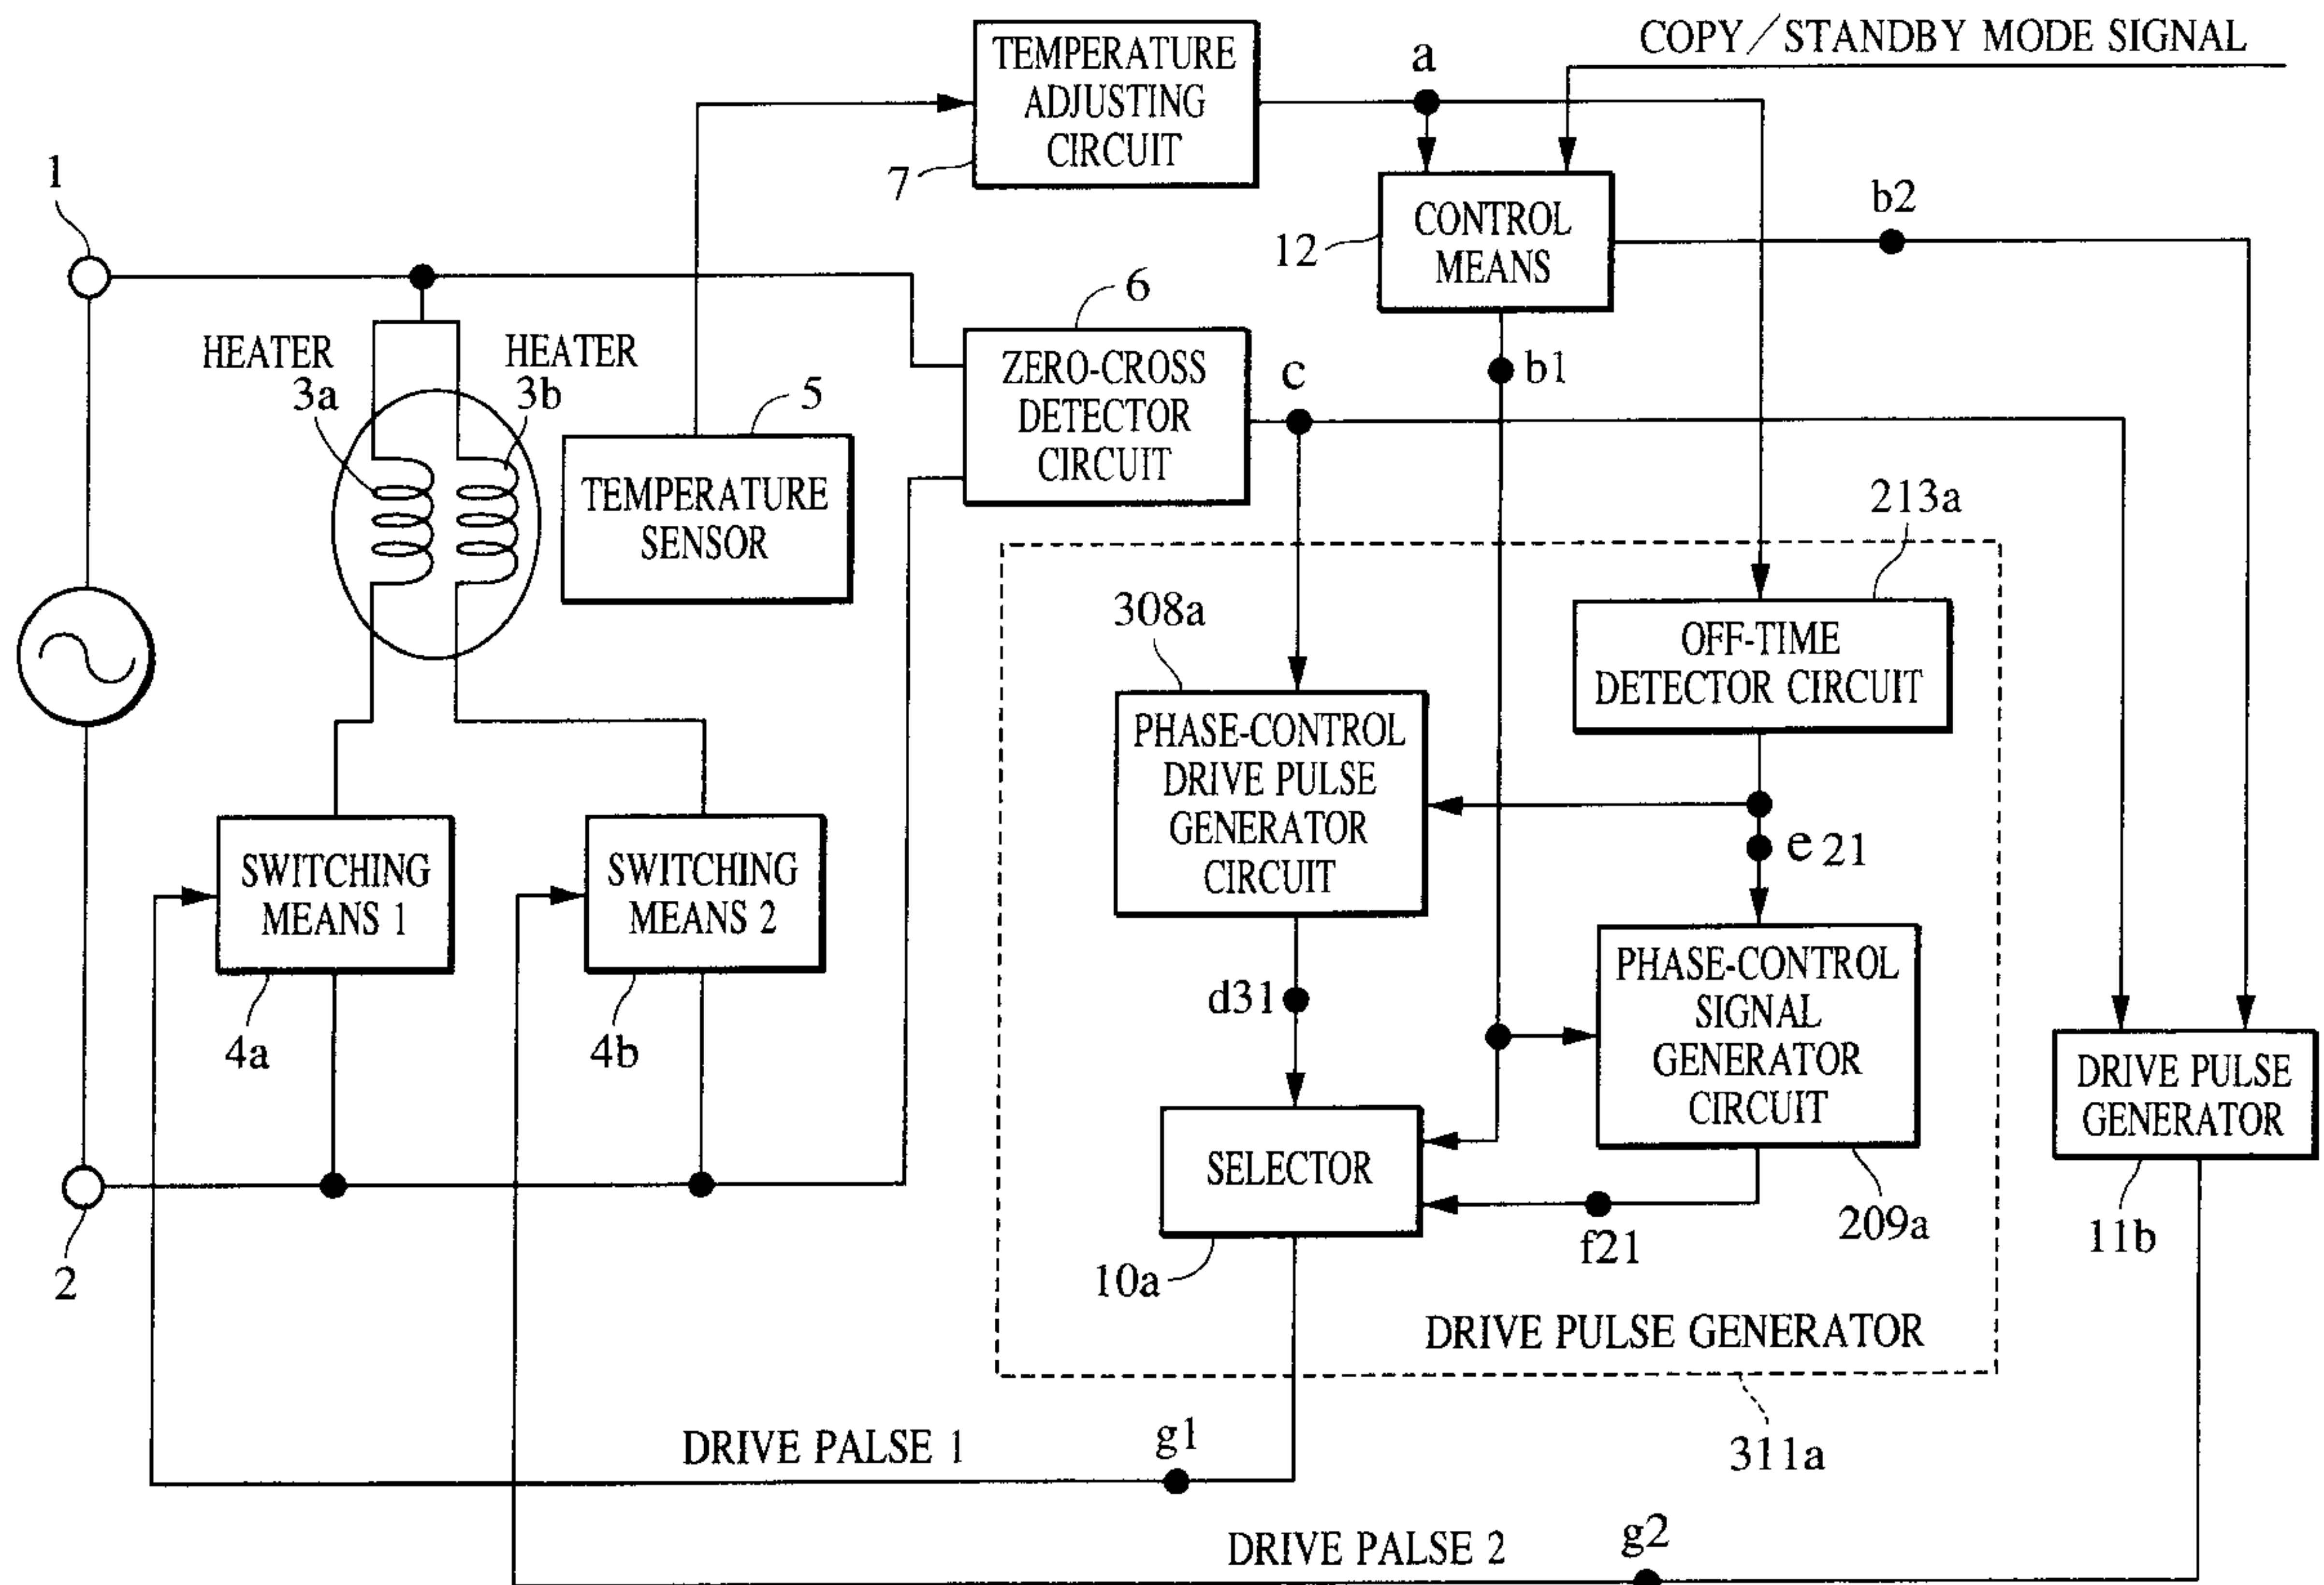 COPY/STANDBY MODE SIGNAL
TEMPERATURE
ADJUSTING
CIRCUIT
7
a
1
CONTROL
MEANS
12
b2
6
HEATER
3a
HEATER
3b
5
ZERO-CROSS
DETECTOR
CIRCUIT
c
b1
TEMPERATURE
SENSOR
213a
308a
OFF-TIME
DETECTOR CIRCUIT
PHASE-CONTROL
DRIVE PULSE
GENERATOR
CIRCUIT
e21
SWITCHING
MEANS 1
SWITCHING
MEANS 2
4a
4b
d31
PHASE-CONTROL
SIGNAL
GENERATOR
CIRCUIT
DRIVE PULSE
GENERATOR
SELECTOR
2
10a
f21
209a
11b
DRIVE PULSE GENERATOR
311a
DRIVE PALSE 1
g1
DRIVE PALSE 2
g2